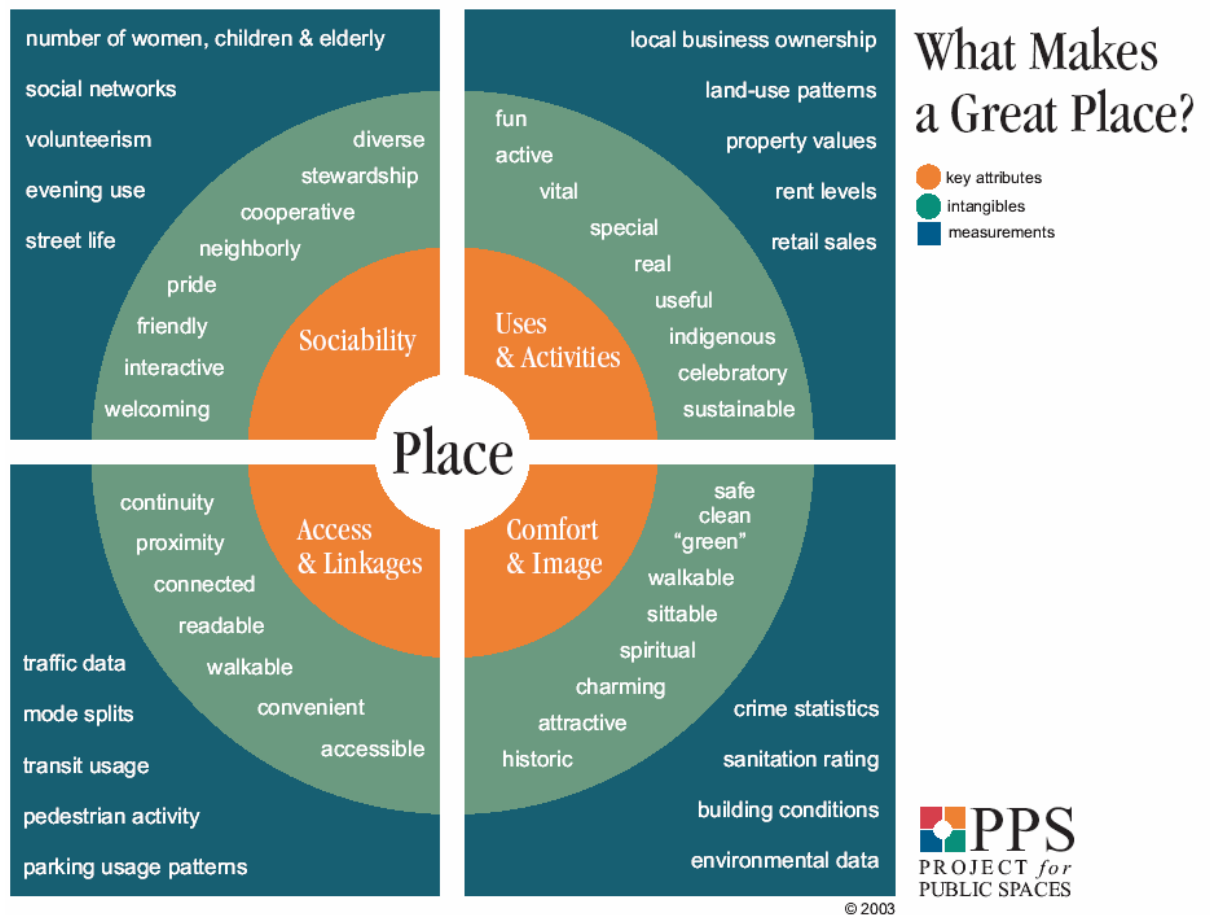 What Makes
a Great Place?
key attributes
intangibles
measurements
number of women, children & elderly
social networks
volunteerism
evening use
street life
diverse
stewardship
cooperative
neighborly
pride
friendly
interactive
welcoming
Sociability
local business ownership
land-use patterns
property values
rent levels
retail sales
fun
active
vital
special
real
useful
indigenous
celebratory
sustainable
Uses
& Activities
Place
Access
& Linkages
continuity
proximity
connected
readable
walkable
convenient
accessible
traffic data
mode splits
transit usage
pedestrian activity
parking usage patterns
Comfort
& Image
safe
clean
“green”
walkable
sittable
spiritual
charming
attractive
historic
crime statistics
sanitation rating
building conditions
environmental data
PPS
PROJECT for
PUBLIC SPACES
© 2003